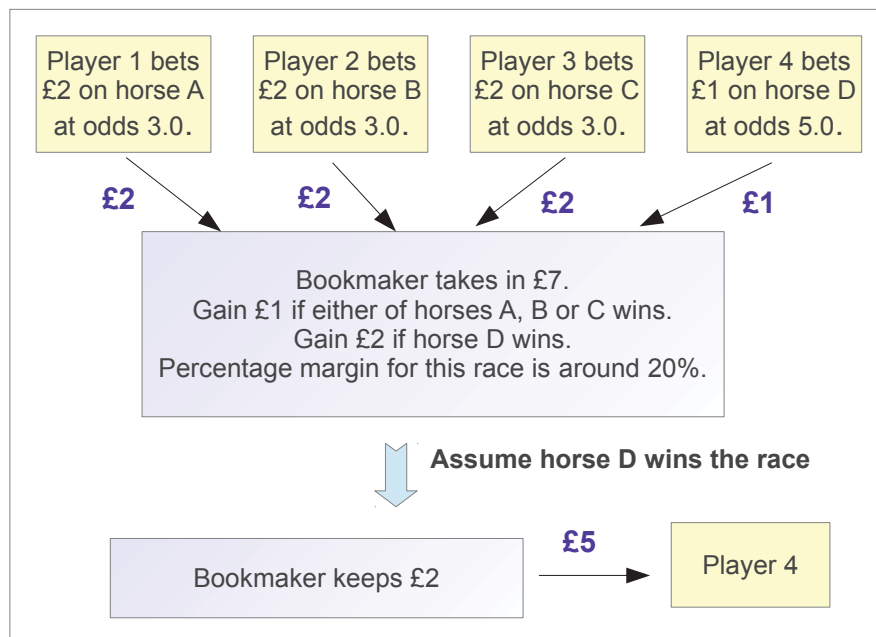 Player 1 bets
£2 on horse A
at odds 3.0.
Player 2 bets
£2 on horse B
at odds 3.0.
Player 3 bets
£2 on horse C
at odds 3.0.
Player 4 bets
£1 on horse D
at odds 5.0.
£2
£2
£2
£1
Bookmaker takes in £7.
Gain £1 if either of horses A, B or C wins.
Gain £2 if horse D wins.
Percentage margin for this race is around 20%.
Assume horse D wins the race
Bookmaker keeps £2
£5
Player 4